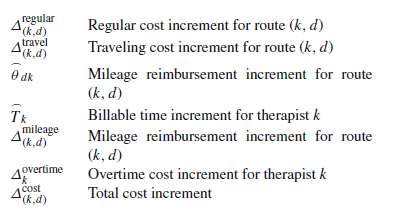 Δ^regular_(k,d) Regular cost increment for route (k, d)
Δ^travel_(k,d) Traveling cost increment for route (k, d)
θ̑ dk Mileage reimbursement increment for route
(k, d)
T̑k Billable time increment for therapist k
Δ^mileage_(k,d) Mileage reimbursement increment for route
(k, d)
Δ^overtime_k Overtime cost increment for therapist k
Δ^cost_(k,d) Total cost increment